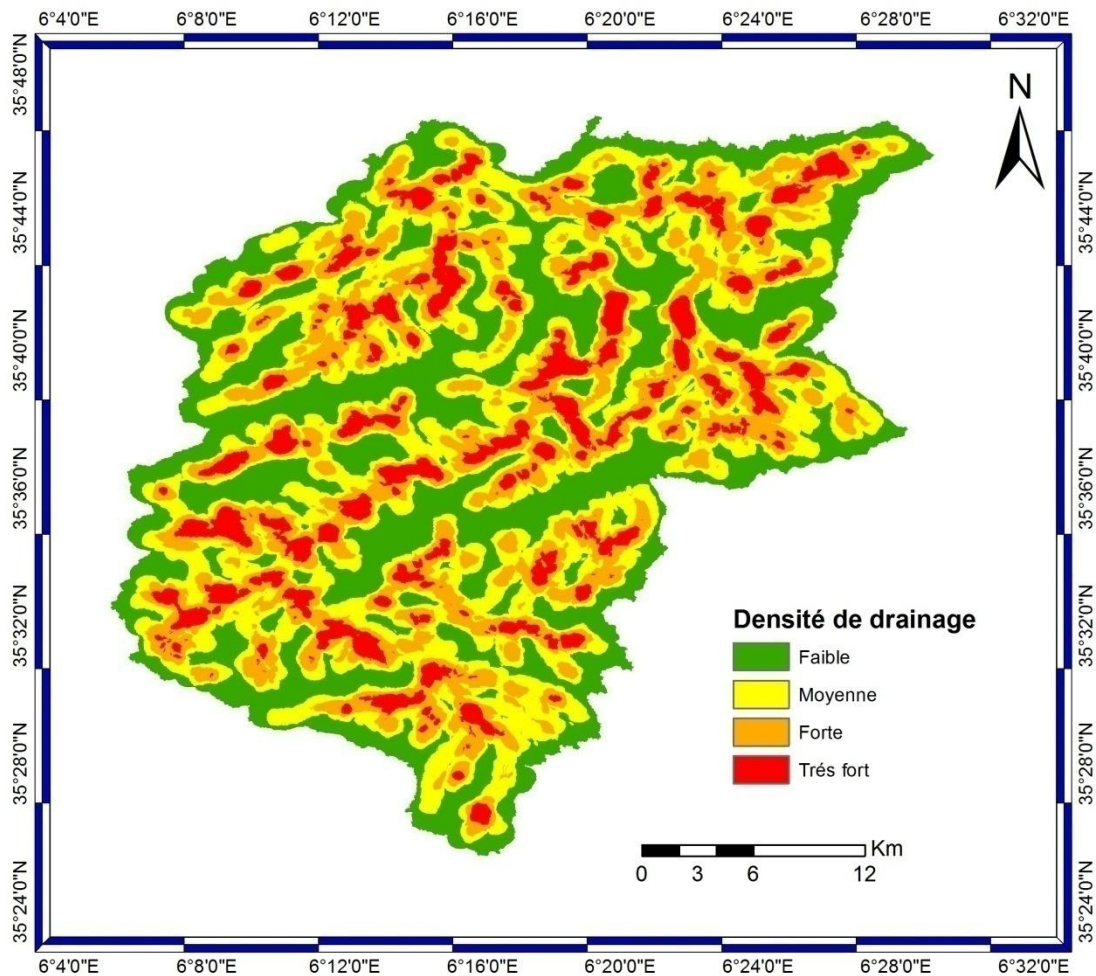 6°4'0"E 6°8'0"E 6°12'0"E 6°16'0"E 6°20'0"E 6°24'0"E 6°28'0"E 6°32'0"E
35°48'0"N
35°44'0"N
35°40'0"N
35°36'0"N
35°32'0"N
35°28'0"N
35°24'0"N
N
35°44'0"N
35°40'0"N
35°36'0"N
35°32'0"N
35°28'0"N
35°24'0"N
Densité de drainage
Faible
Moyenne
Forte
Trés fort
Km
0 3 6 12
6°4'0"E 6°8'0"E 6°12'0"E 6°16'0"E 6°20'0"E 6°24'0"E 6°28'0"E 6°32'0"E